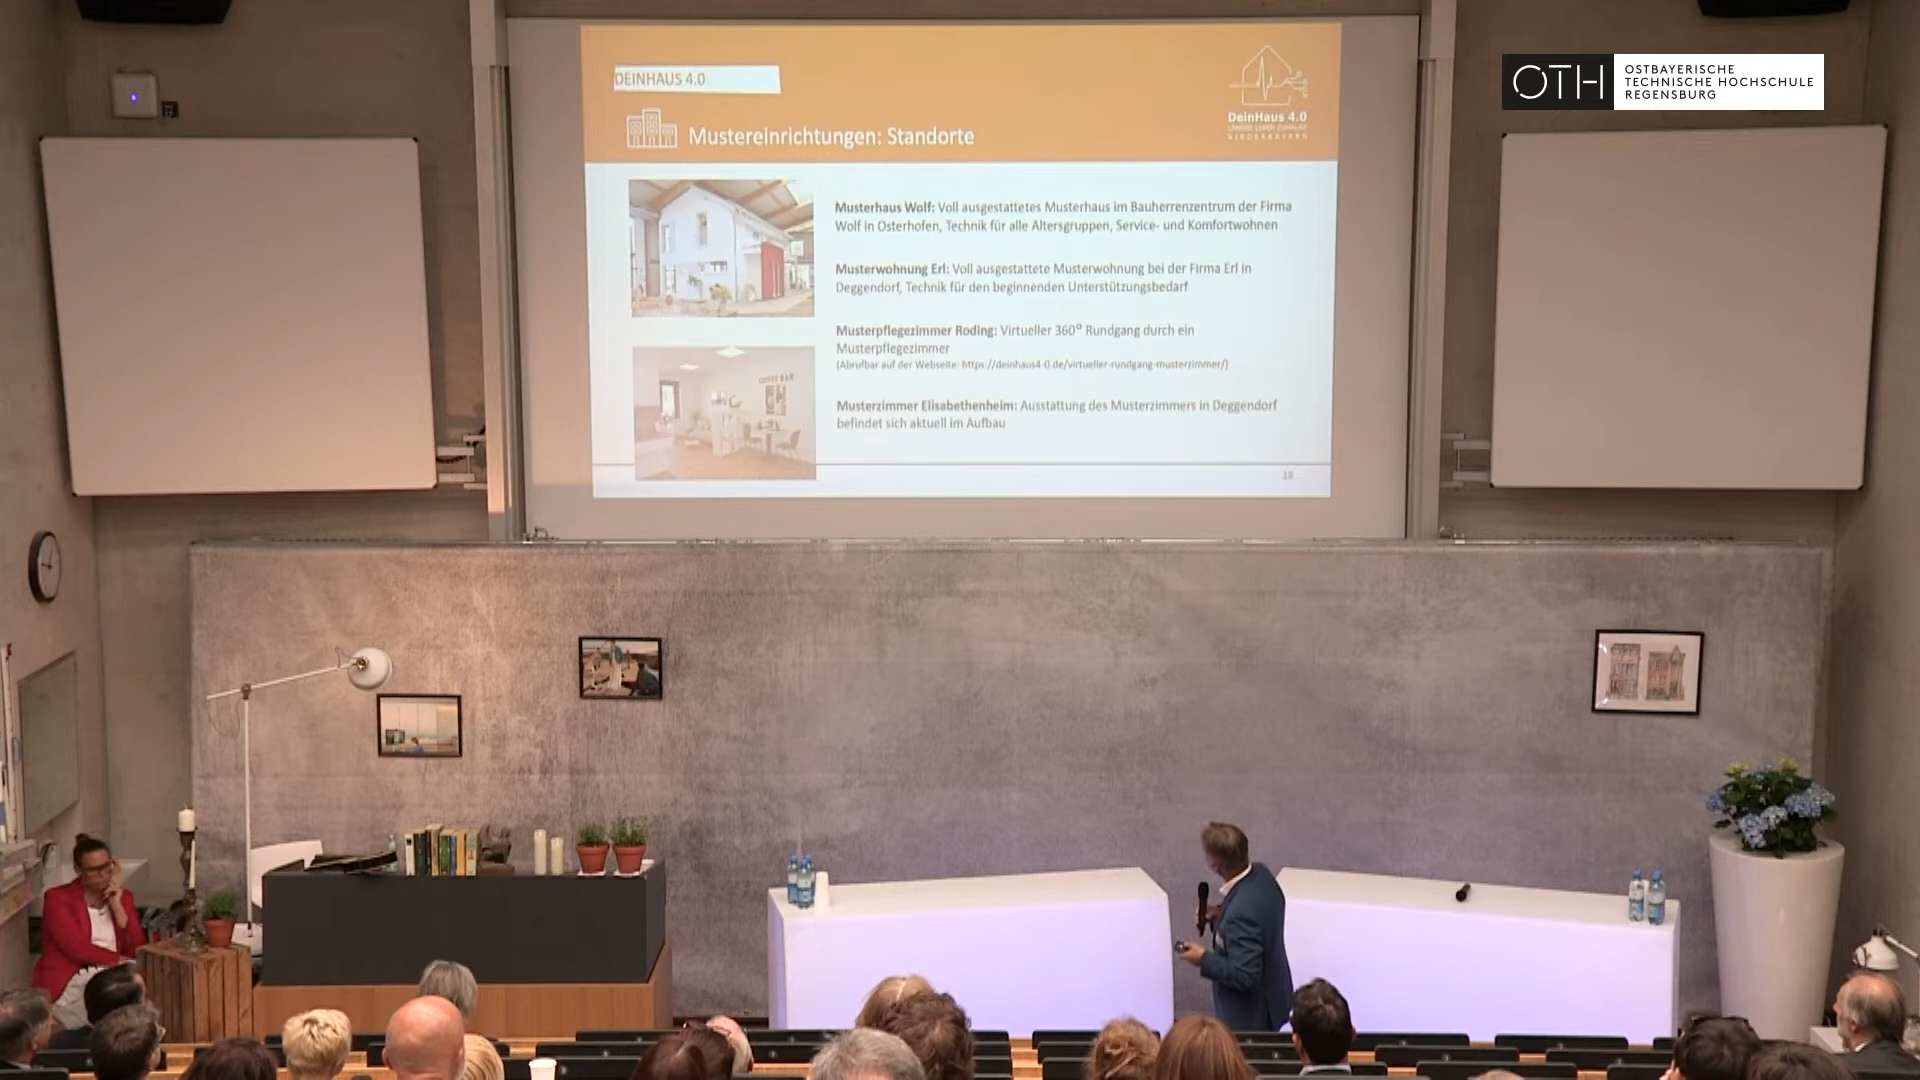 DEINHAUS 4.0
Mustereinrichtungen: Standorte
DeinHaus 4.0
OTH
OSTBAYERISCHE
TECHNISCHE HOCHSCHULE
REGENSBURG
Musterhaus Wolf: Voll ausgestattetes Musterhaus im Bauherrenzentrum der Firma
Wolf in Osterhofen, Technik für alle Altersgruppen, Service- und Komfortwohnen
Musterwohnung Erl: Voll ausgestattete Musterwohnung bei der Firma Erl in
Deggendorf, Technik für den beginnenden Unterstützungsbedarf
Musterpflegezimmer Roding: Virtueller 360° Rundgang durch ein
Musterpflegezimmer
(Abrufbar auf der Webseite: https://deinhaus4-0.de/virtueller-rundgang-musterzimmer/)
Musterzimmer Elisabethenheim: Ausstattung des Musterzimmers in Deggendorf
befindet sich aktuell im Aufbau
COFFEE BAR
18